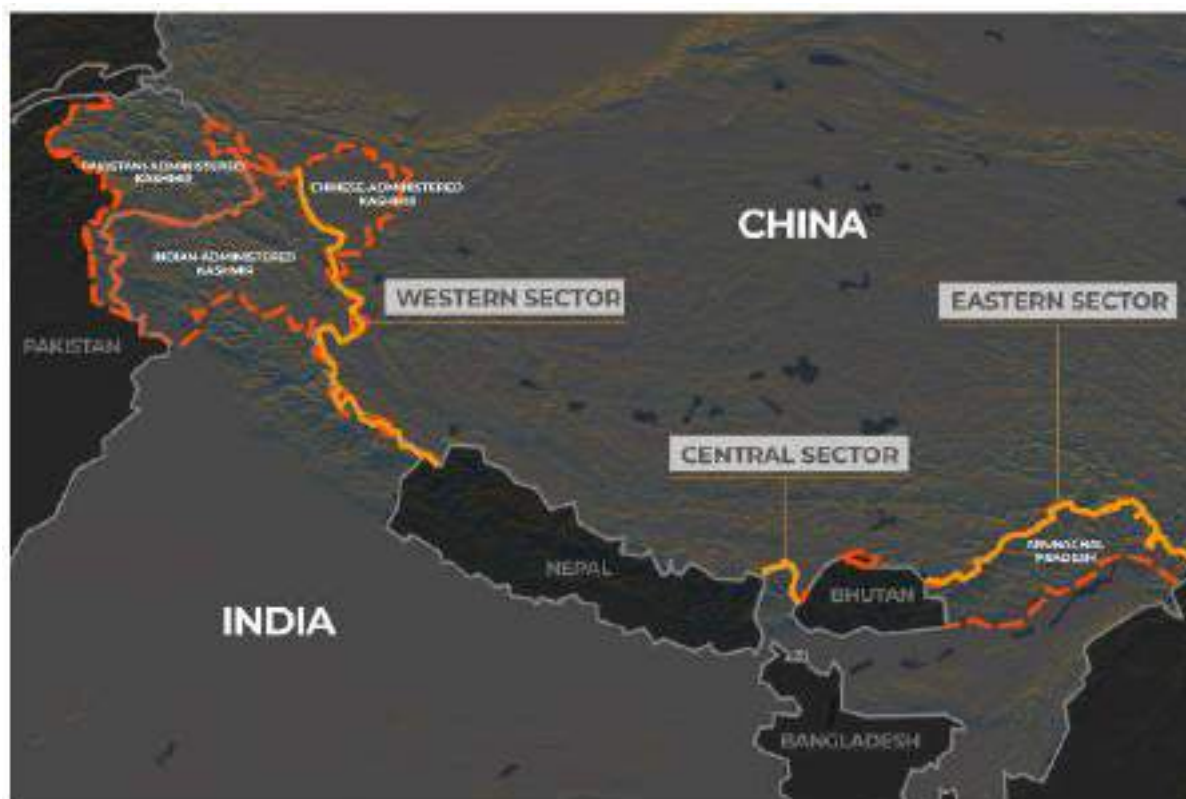 PAKISTANI-ADMINISTERED
KASHMIR
CHINESE-ADMINISTERED
KASHMIR
CHINA
INDIAN-ADMINISTERED
KASHMIR
WESTERN SECTOR
EASTERN SECTOR
PAKISTAN
CENTRAL SECTOR
ARUNACHAL
PRADESH
NEPAL
BHUTAN
INDIA
BANGLADESH